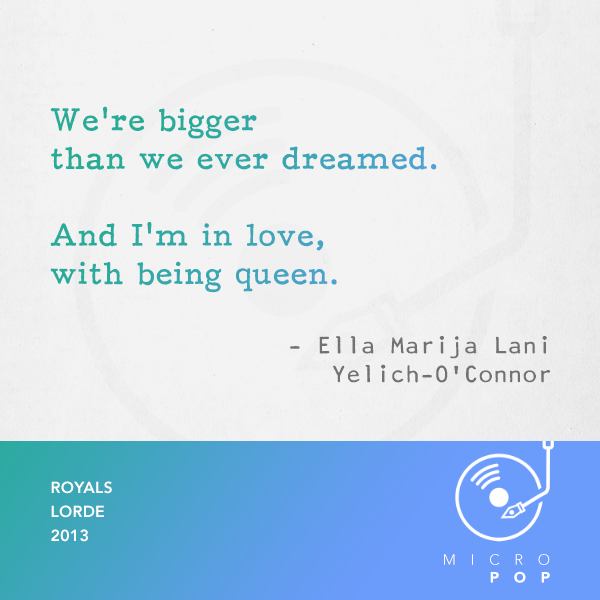 We're bigger
than we ever dreamed.
And I'm in love,
with being queen.
- Ella Marija Lani
Yelich-O'Connor
ROYALS
LORDE
2013
MICRO
POP